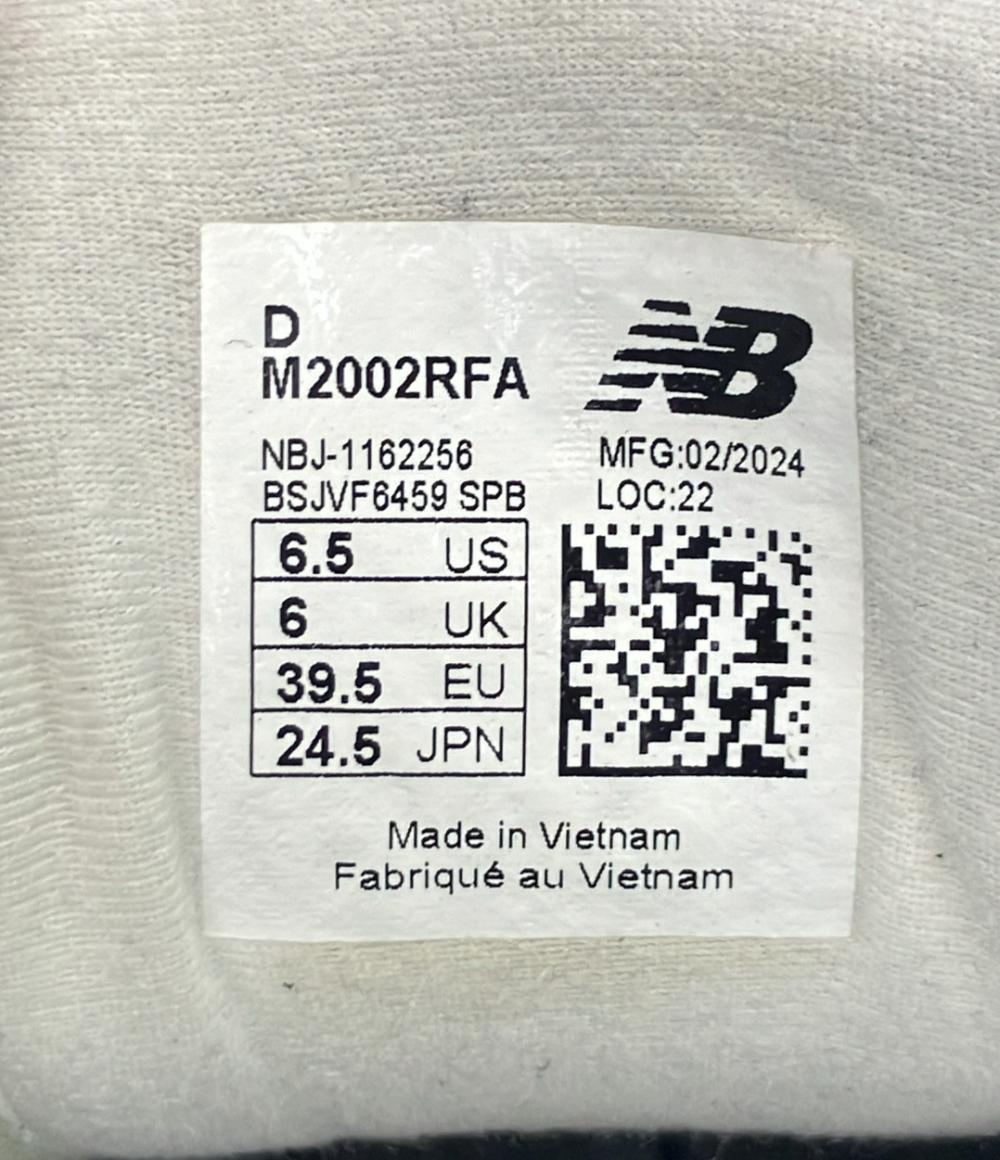 D
M2002RFA
NB
NBJ-1162256
MFG:02/2024
BSJVF6459 SPB
LOC:22
6.5 US
6 UK
39.5 EU
24.5 JPN
Made in Vietnam
Fabriqué au Vietnam